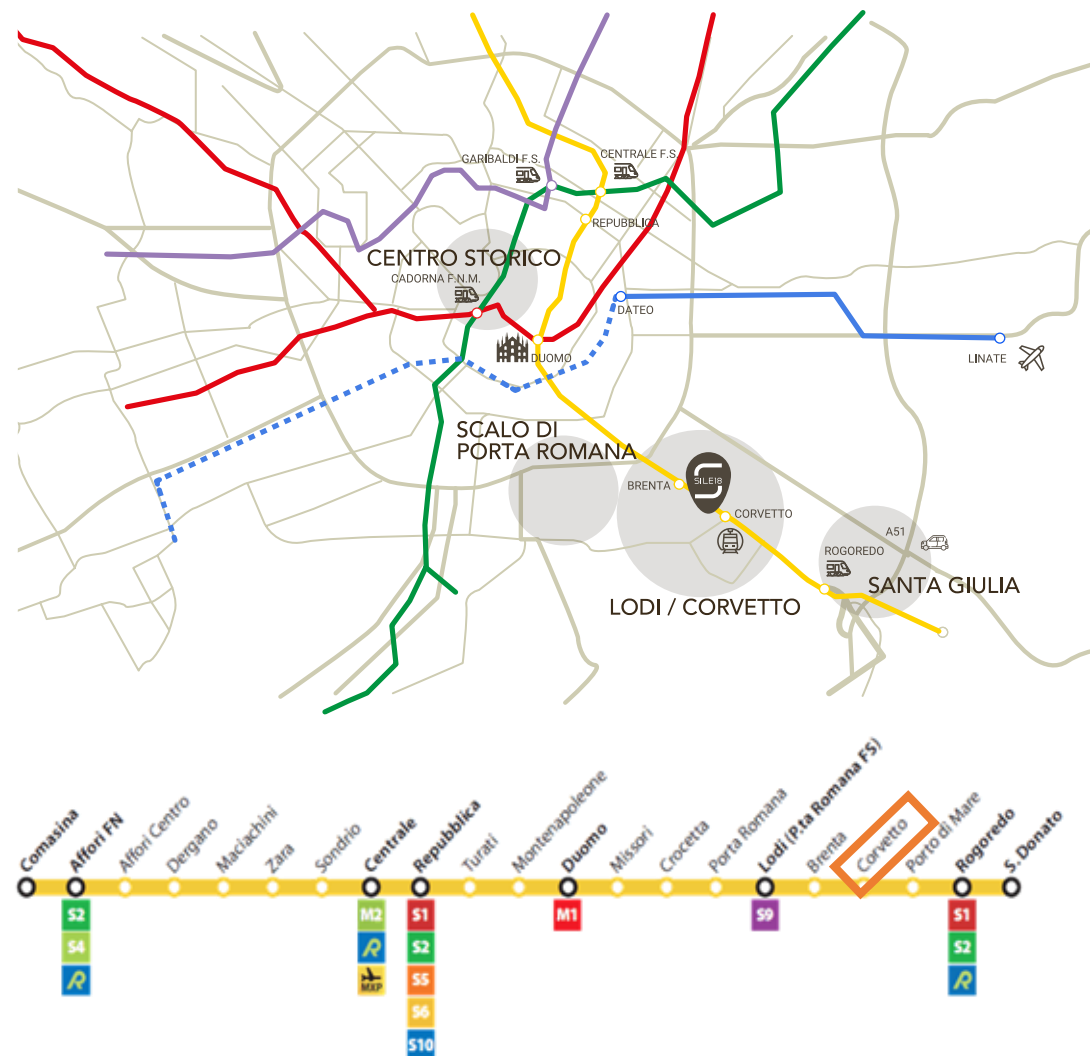 GARIBALDI F.S.
CENTRALE F.S.
REPUBBLICA
CENTRO STORICO
CADORNA F.N.M.
DATEO
DUOMO
LINATE
SCALO DI
PORTA ROMANA
BRENTA
SILE18
CORVETTO
A51
ROGOREDO
SANTA GIULIA
LODI / CORVETTO
Comasina
Affori FN
Affori Centro
Dergano
Maciachini
Zara
Sondrio
Centrale
Repubblica
Turati
Montenapoleone
Duomo
Missori
Crocetta
Porta Romana
Lodi (P.ta Romana FS)
Brenta
Corvetto
Porto di Mare
Rogoredo
S. Donato
S2
S4
R
M2
R
MXP
S1
S2
S5
S6
S10
M1
S9
S1
S2
R